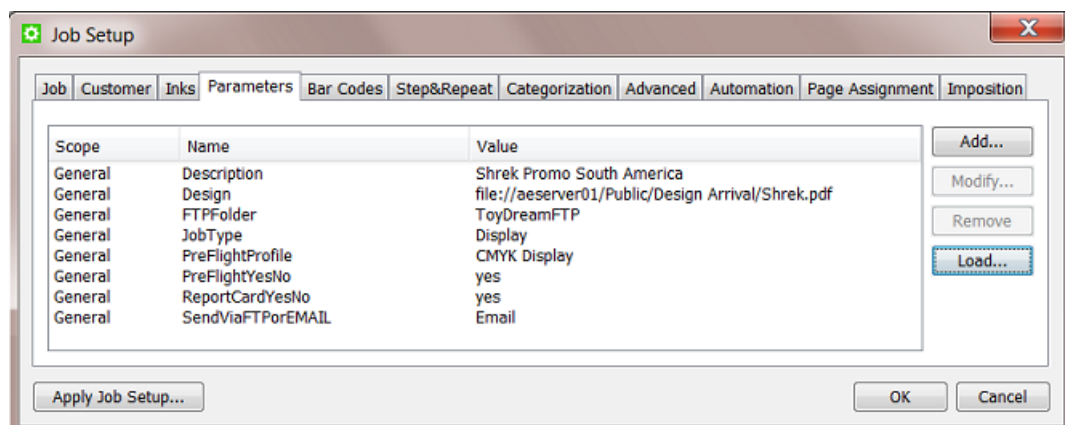 Job Setup
X
Job Customer Inks Parameters Bar Codes Step&Repeat Categorization Advanced Automation Page Assignment Imposition
Scope Name Value
General Description Shrek Promo South America
General Design file://aeserver01/Public/Design Arrival/Shrek.pdf
General FTPFolder ToyDreamFTP
General JobType Display
General PreFlightProfile CMYK Display
General PreFlightYesNo yes
General ReportCardYesNo yes
General SendViaFTPorEMAIL Email
Add...
Modify...
Remove
Load...
Apply Job Setup... OK Cancel